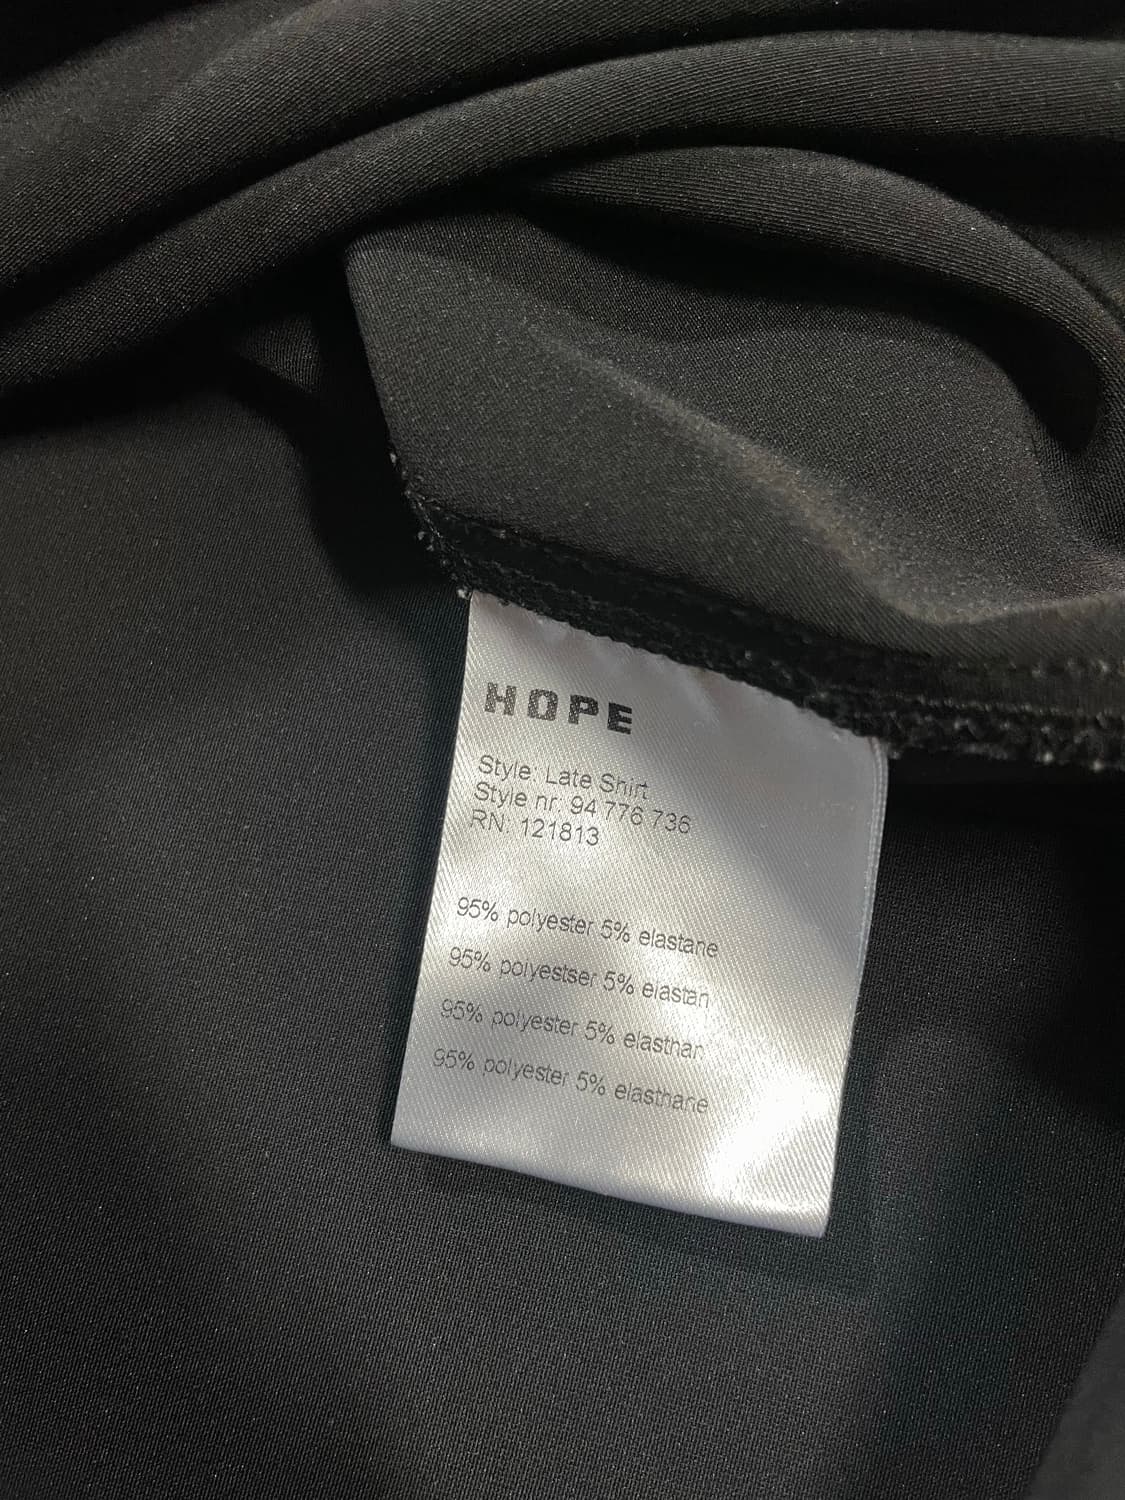 HOPE
Style: Late Shirt
Style nr: 94 776 736
RN: 121813
95% polyester 5% elastane
95% polyestser 5% elastan
95% polyester 5% elasthan
95% polyester 5% elasthane